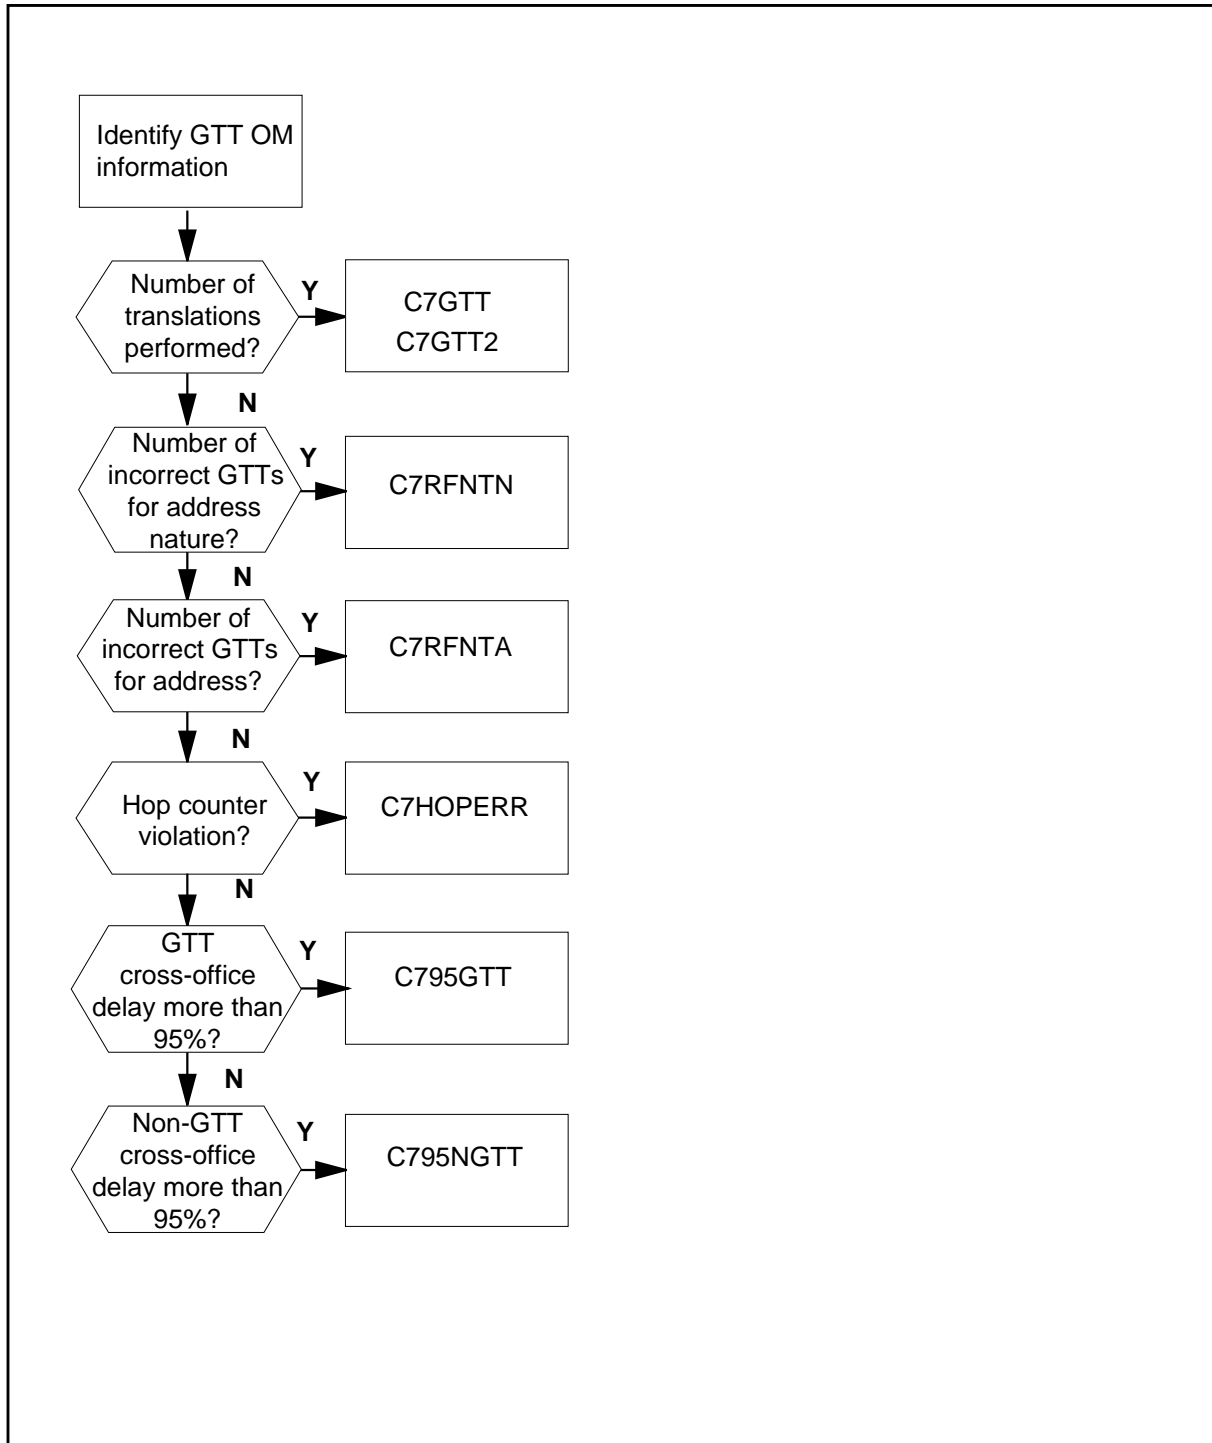 Identify GTT OM
information
Number of
translations
performed?
Y
C7GTT
C7GTT2
N
Number of
incorrect GTTs
for address
nature?
Y
C7RFNTN
N
Number of
incorrect GTTs
for address?
Y
C7RFNTA
N
Hop counter
violation?
Y
C7HOPERR
N
GTT
cross-office
delay more than
95%?
Y
C795GTT
N
Non-GTT
cross-office
delay more than
95%?
Y
C795NGTT